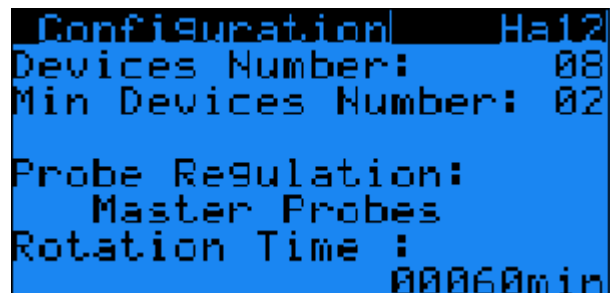 Configuration Ha12
Devices Number: 08
Min Devices Number: 02
Probe Regulation:
Master Probes
Rotation Time :
00060min